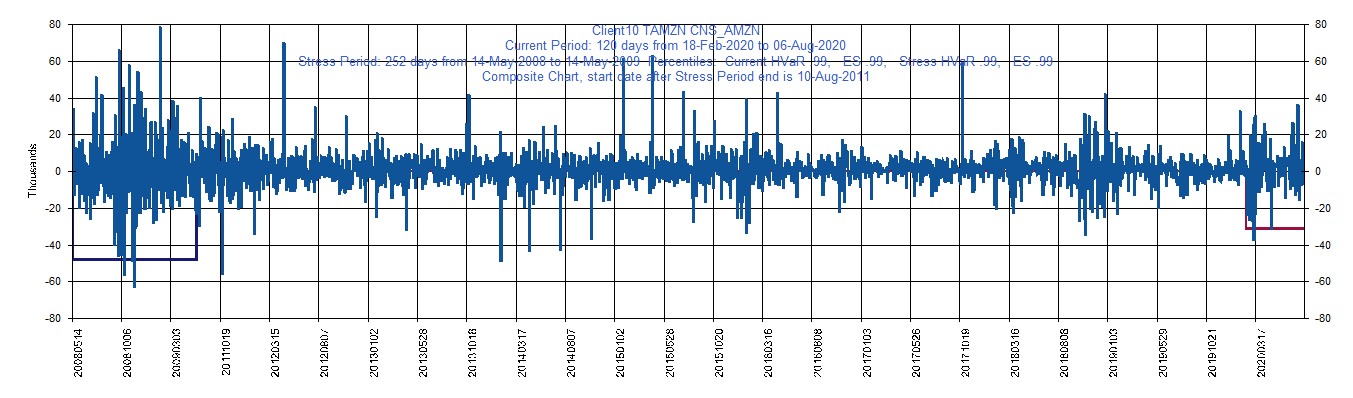 Client10 TAMZN CNS_AMZN
Current Period: 120 days from 18-Feb-2020 to 06-Aug-2020
Stress Period: 252 days from 14-May-2008 to 14-May-2009 Percentiles: Current HVaR .99, ES .99, Stress HVaR .99, ES .99
Composite Chart, start date after Stress Period end is 10-Aug-2011
80 80
60 60
40 40
20 20
0 0
-20 -20
-40 -40
-60 -60
-80 -80
Thousands
20080514 20081006 20090303 20111019 20120315 20120807 20130102 20130528 20131018 20140317 20140807 20150102 20150528 20151020 20160316 20160808 20170103 20170526 20171019 20180316 20180808 20190103 20190529 20191021 20200317